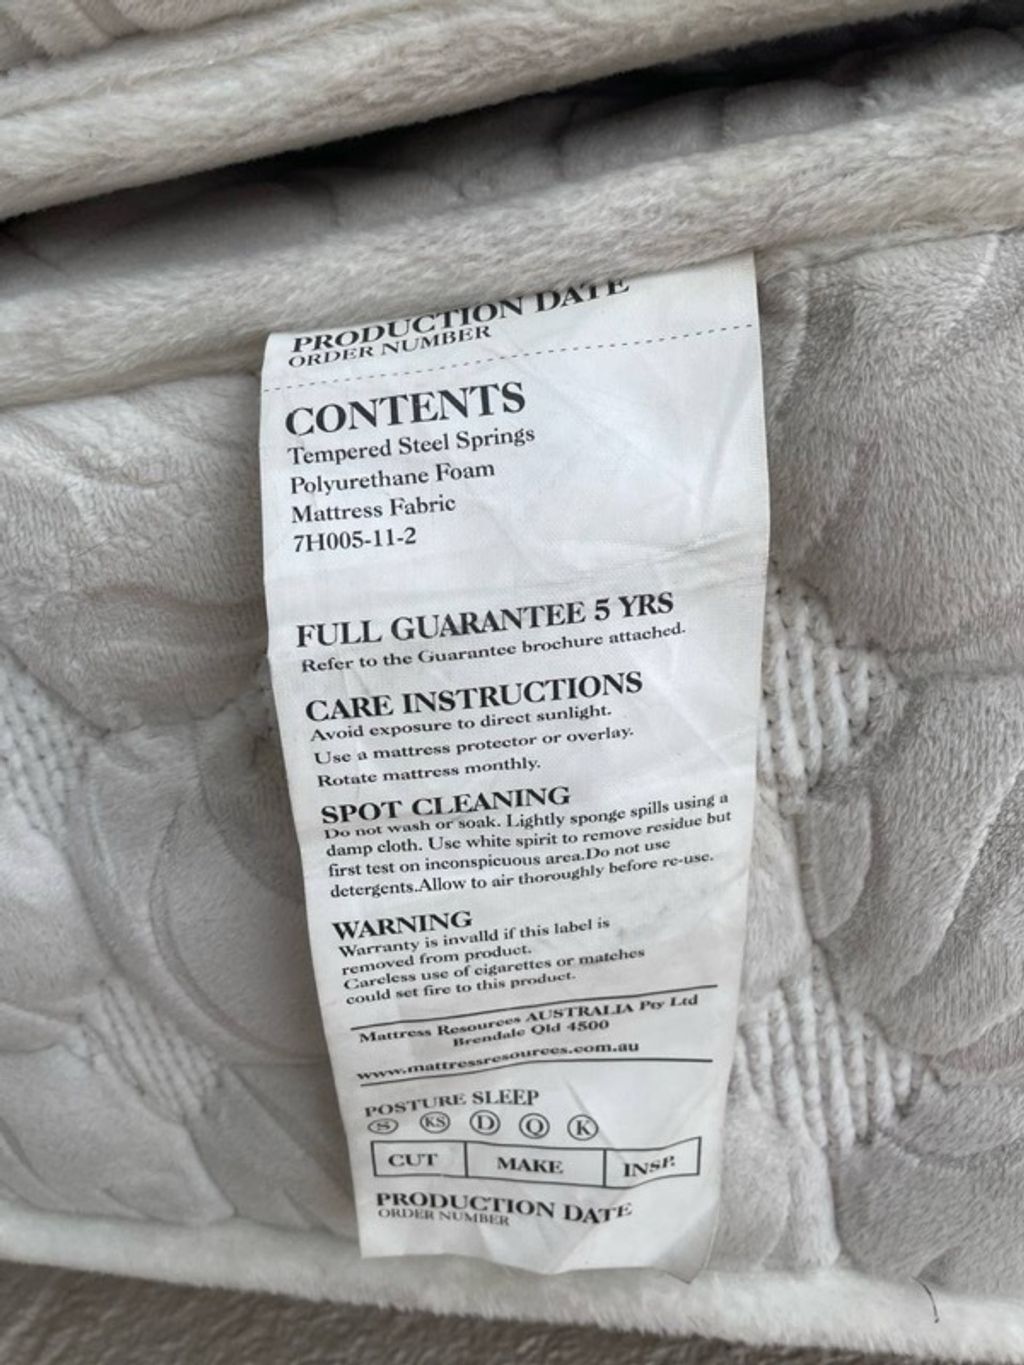 PRODUCTION DATE
ORDER NUMBER
CONTENTS
Tempered Steel Springs
Polyurethane Foam
Mattress Fabric
7H005-11-2
FULL GUARANTEE 5 YRS
Refer to the Guarantee brochure attached.
CARE INSTRUCTIONS
Avoid exposure to direct sunlight.
Use a mattress protector or overlay.
Rotate mattress monthly.
SPOT CLEANING
Do not wash or soak. Lightly sponge spills using a
damp cloth. Use white spirit to remove residue but
first test on inconspicuous area.Do not use
detergents.Allow to air thoroughly before re-use.
WARNING
Warranty is invalld if this label is
removed from product.
Careless use of cigarettes or matches
could set fire to this product.
Mattress Resources AUSTRALIA Pty Ltd
Brendale Qld 4500
www.mattressresources.com.au
POSTURE SLEEP
S KS D Q K
CUT MAKE INSP.
PRODUCTION DATE
ORDER NUMBER